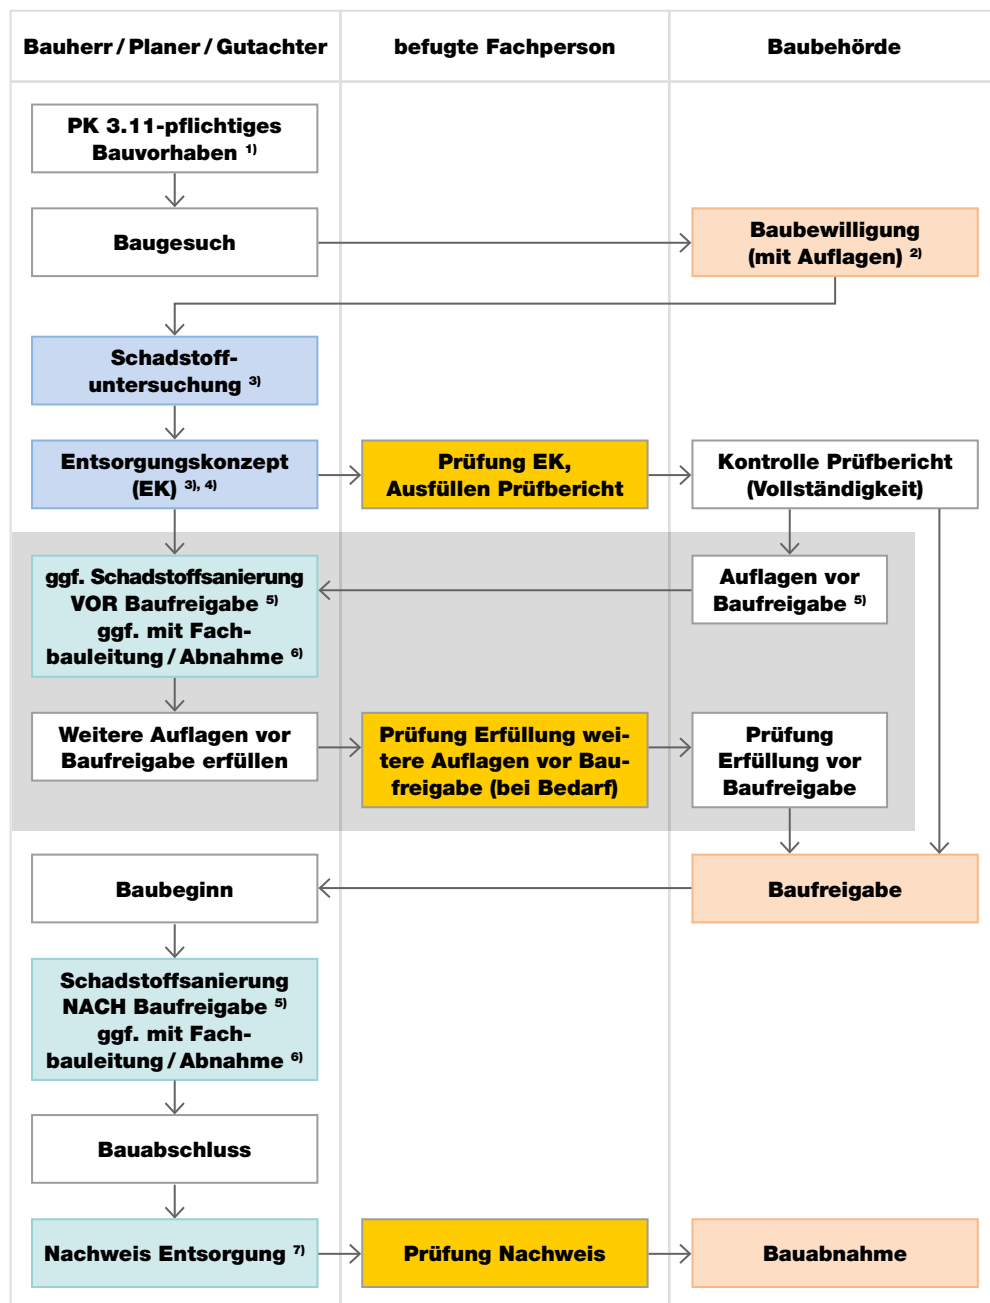 Bauherr / Planer / Gutachter
befugte Fachperson
Baubehörde
PK 3.11-pflichtiges
Bauvorhaben 1)
Baugesuch
Baubewilligung
(mit Auflagen) 2)
Schadstoff-
untersuchung 3)
Entsorgungskonzept
(EK) 3), 4)
Prüfung EK,
Ausfüllen Prüfbericht
Kontrolle Prüfbericht
(Vollständigkeit)
ggf. Schadstoffsanierung
VOR Baufreigabe 5)
ggf. mit Fach-
bauleitung / Abnahme 6)
Auflagen vor
Baufreigabe 5)
Weitere Auflagen vor
Baufreigabe erfüllen
Prüfung Erfüllung wei-
tere Auflagen vor Bau-
freigabe (bei Bedarf)
Prüfung
Erfüllung vor
Baufreigabe
Baubeginn
Baufreigabe
Schadstoffsanierung
NACH Baufreigabe 5)
ggf. mit Fach-
bauleitung / Abnahme 6)
Bauabschluss
Nachweis Entsorgung 7)
Prüfung Nachweis
Bauabnahme